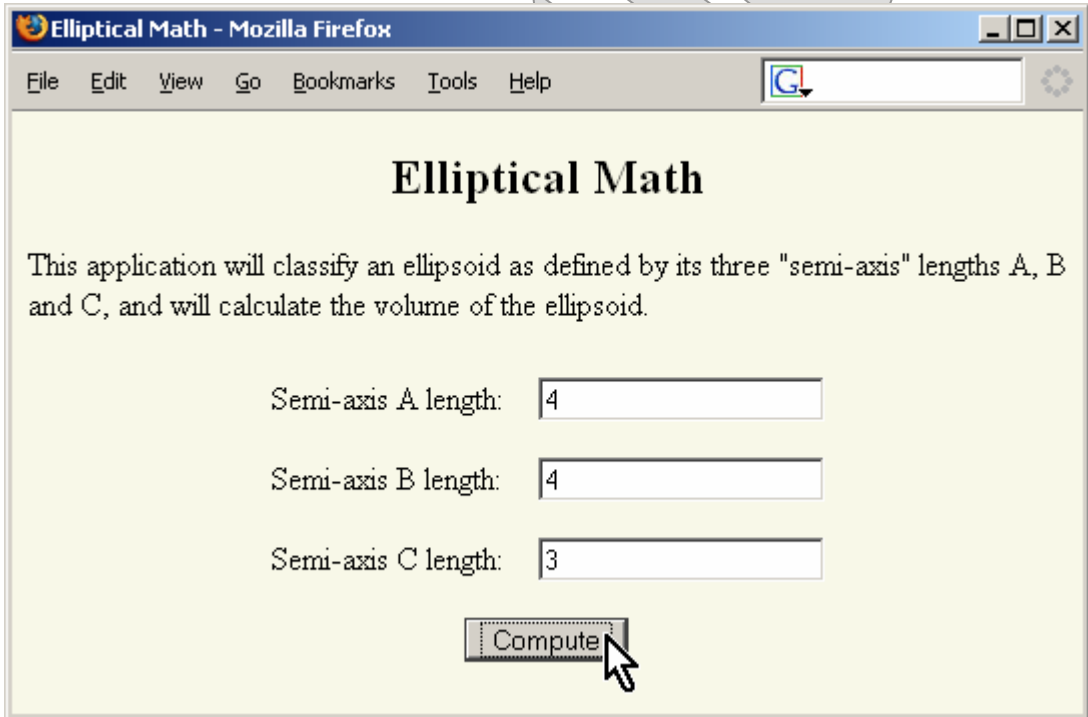 Elliptical Math - Mozilla Firefox
File Edit View Go Bookmarks Tools Help
G
Elliptical Math
This application will classify an ellipsoid as defined by its three "semi-axis" lengths A, B
and C, and will calculate the volume of the ellipsoid.
Semi-axis A length: 4
Semi-axis B length: 4
Semi-axis C length: 3
Compute